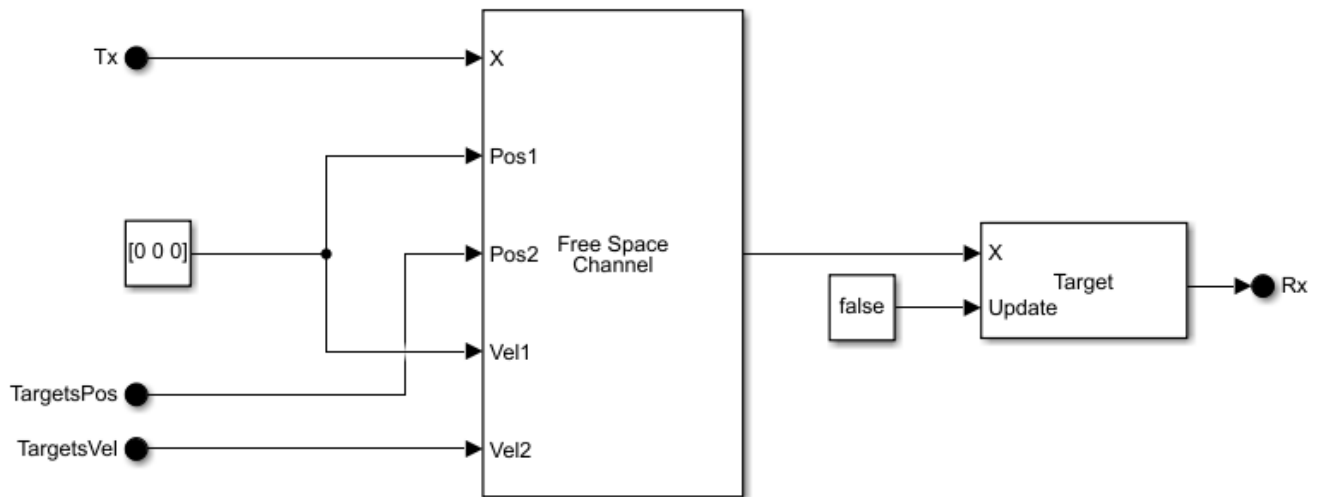 Tx
X
Pos1
[0 0 0]
Pos2
Free Space
Channel
X
Target
false
Update
Rx
Vel1
TargetsPos
TargetsVel
Vel2